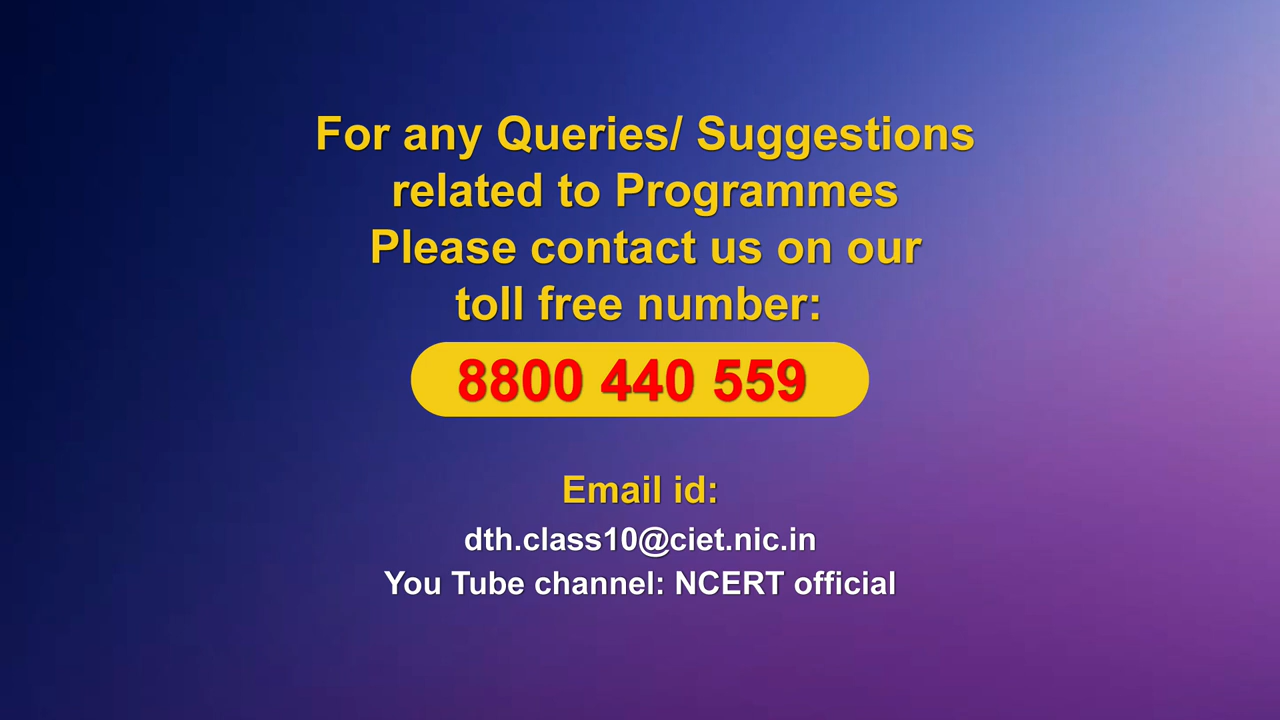 For any Queries/ Suggestions
related to Programmes
Please contact us on our
toll free number:
8800 440 559
Email id:
dth.class10@ciet.nic.in
You Tube channel: NCERT official